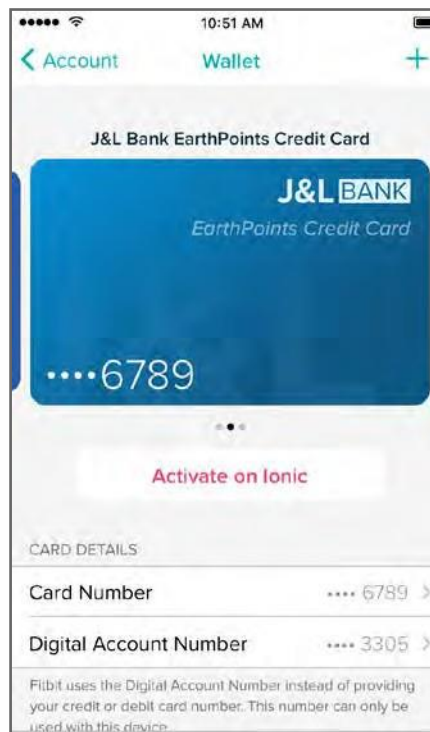 10:51 AM
Account
Wallet
J&L Bank EarthPoints Credit Card
J&L BANK
EarthPoints Credit Card
····6789
Activate on Ionic
CARD DETAILS
Card Number
···· 6789
Digital Account Number
···· 3305
Fitbit uses the Digital Account Number instead of providing
your credit or debit card number. This number can only be
used with this device